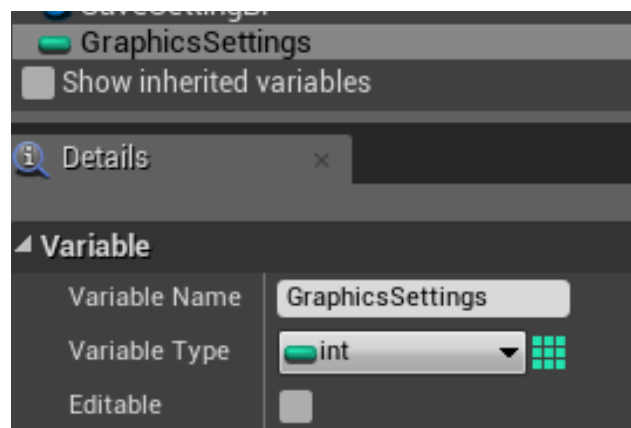 GraphicsSettings
Show inherited variables
Details
Variable
Variable Name GraphicsSettings
Variable Type int
Editable